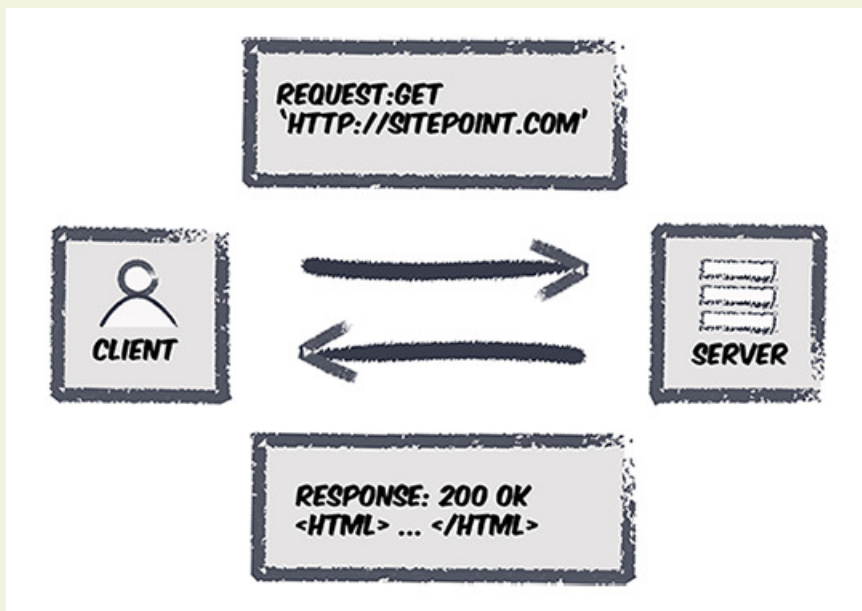 REQUEST:GET
‘HTTP://SITEPOINT.COM’
CLIENT
SERVER
RESPONSE: 200 OK
<HTML> ... </HTML>